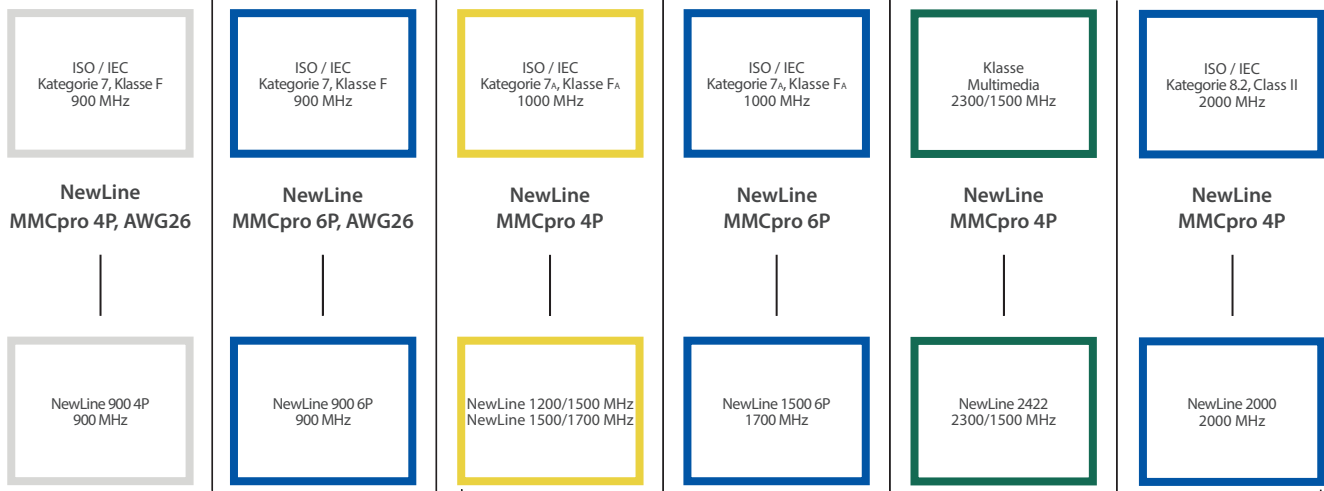 ISO / IEC
Kategorie 7, Klasse F
900 MHz
ISO / IEC
Kategorie 7, Klasse F
900 MHz
ISO / IEC
Kategorie 7A, Klasse FA
1000 MHz
ISO / IEC
Kategorie 7A, Klasse FA
1000 MHz
Klasse
Multimedia
2300/1500 MHz
ISO / IEC
Kategorie 8.2, Class II
2000 MHz
NewLine
MMCpro 4P, AWG26
NewLine
MMCpro 6P, AWG26
NewLine
MMCpro 4P
NewLine
MMCpro 6P
NewLine
MMCpro 4P
NewLine
MMCpro 4P
NewLine 900 4P
900 MHz
NewLine 900 6P
900 MHz
NewLine 1200/1500 MHz
NewLine 1500/1700 MHz
NewLine 1500 6P
1700 MHz
NewLine 2422
2300/1500 MHz
NewLine 2000
2000 MHz